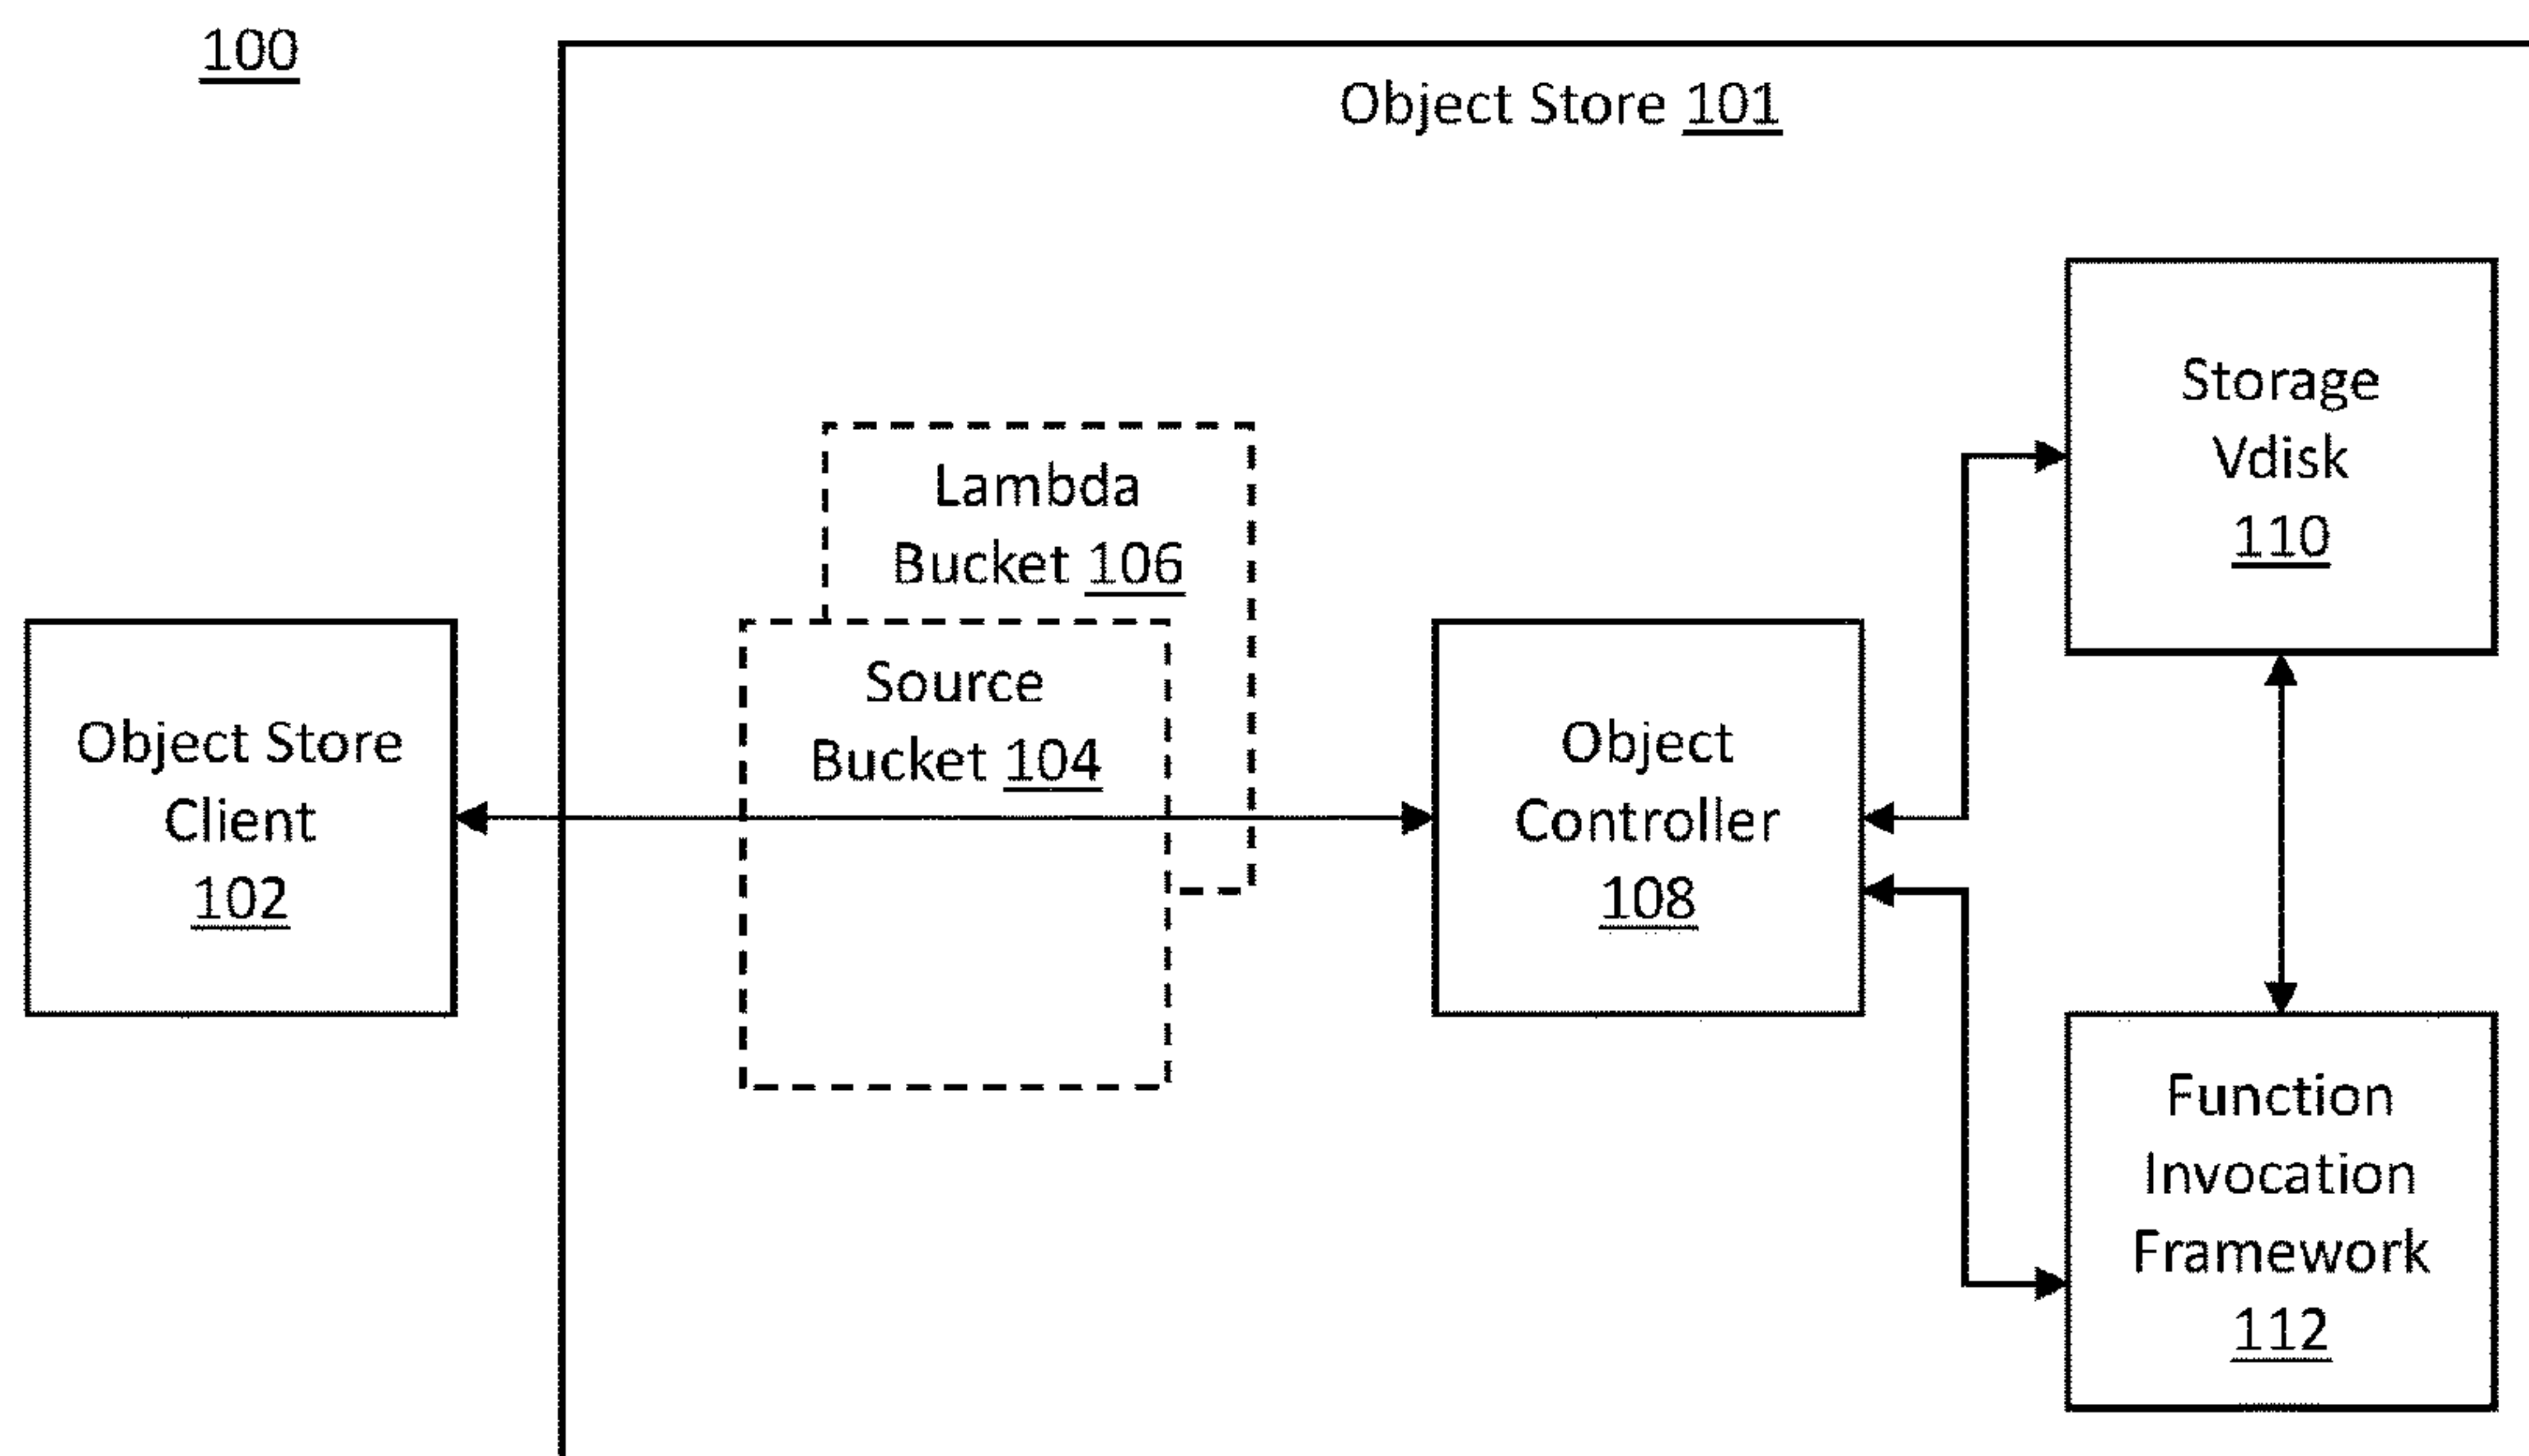 100
Object Store 101
Lambda
Bucket 106
Source
Bucket 104
Object Store
Client
102
Object
Controller
108
Storage
Vdisk
110
Function
Invocation
Framework
112